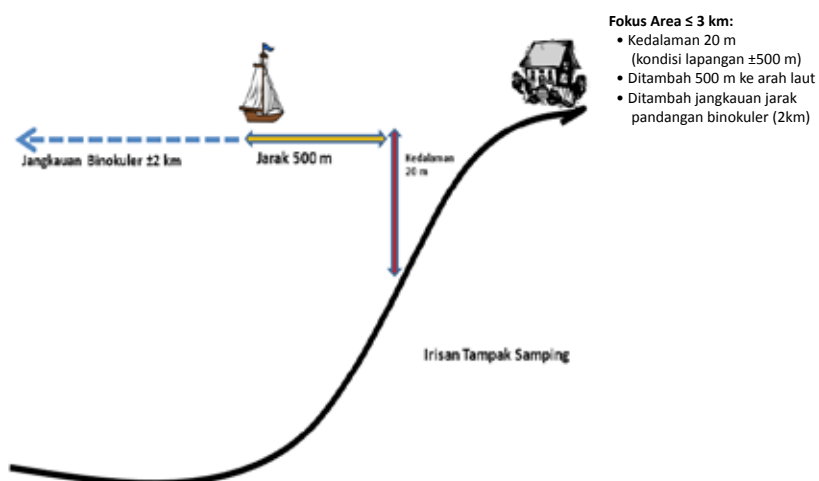 Fokus Area ≤ 3 km:
• Kedalaman 20 m
(kondisi lapangan ±500 m)
• Ditambah 500 m ke arah laut
• Ditambah jangkauan jarak
pandangan binokuler (2km)
Jangkauan Binokuler ±2 km
Jarak 500 m
Kedalaman
20 m
Irisan Tampak Samping